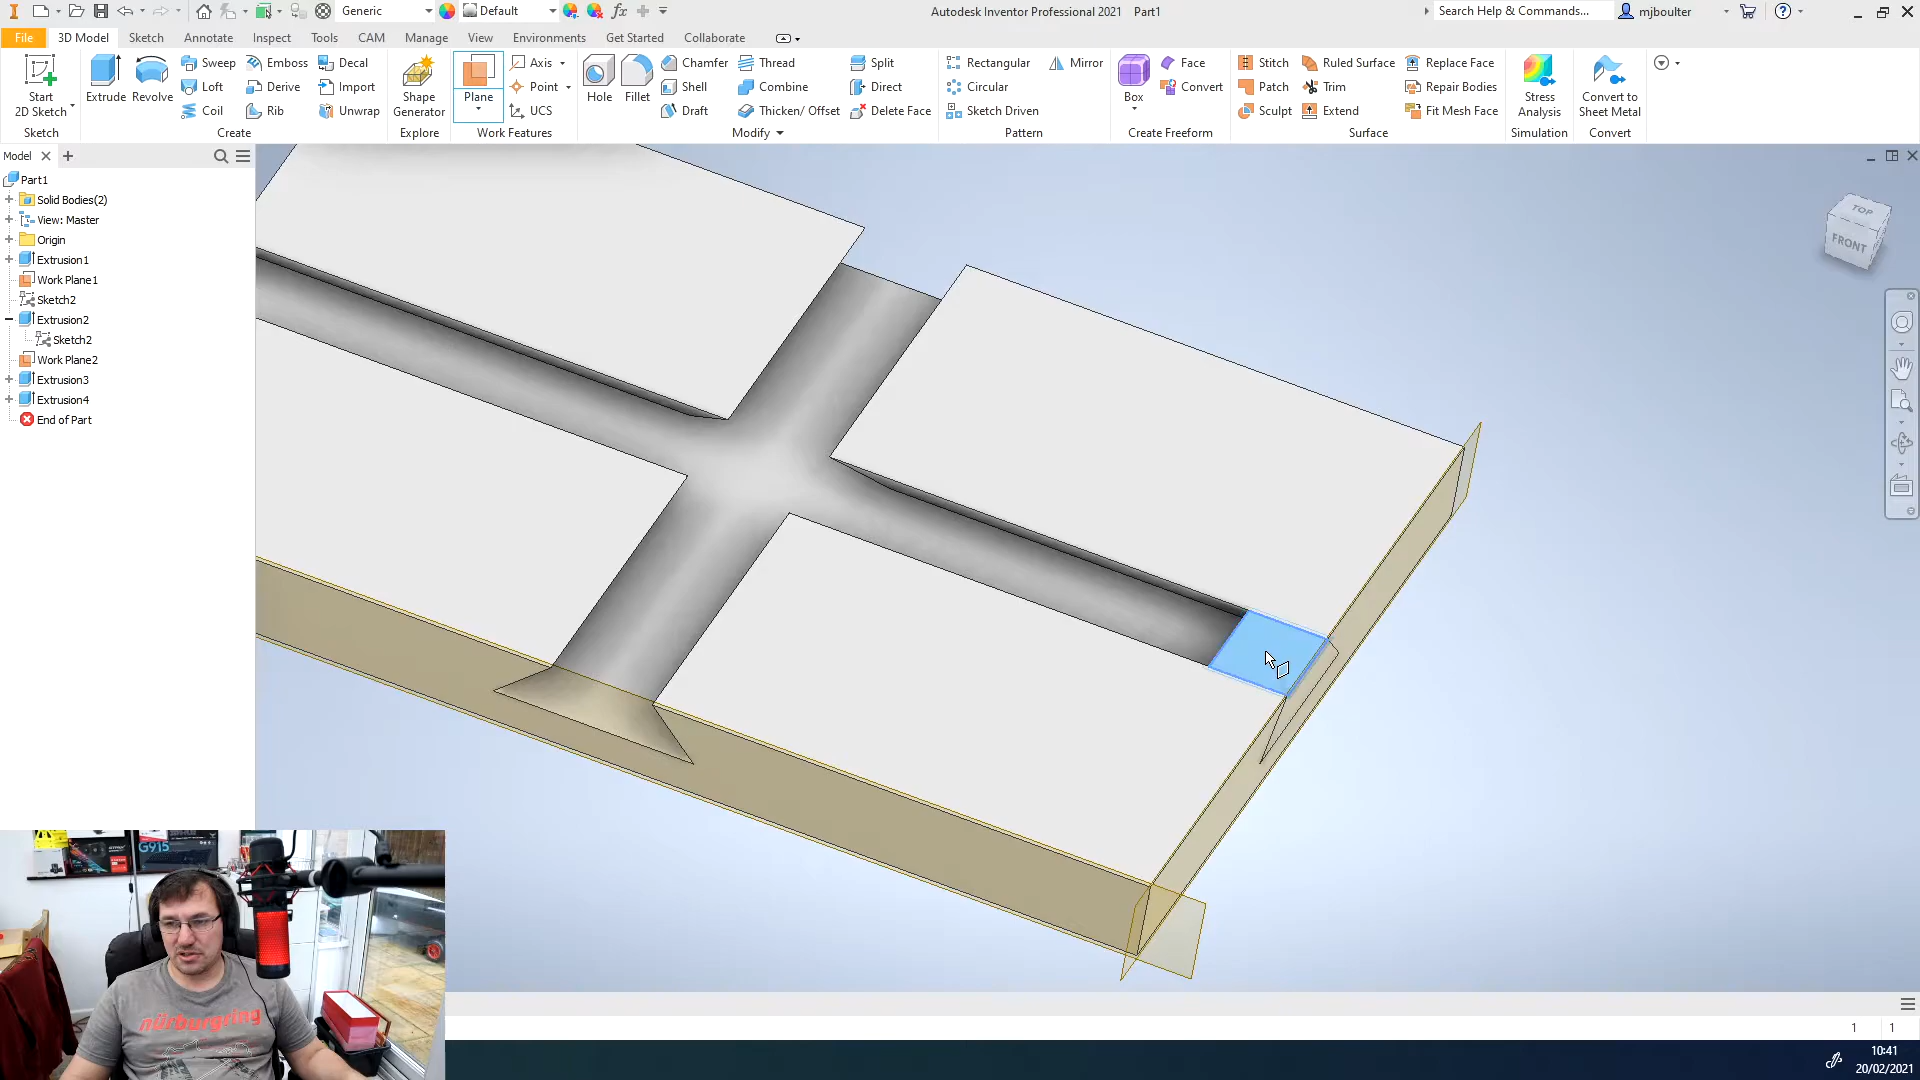 Generic
Default
fx
Autodesk Inventor Professional 2021 Part1
Search Help & Commands...
mjboulter
File
3D Model
Sketch
Annotate
Inspect
Tools
CAM
Manage
View
Environments
Get Started
Collaborate
Start
2D Sketch
Sketch
Extrude
Revolve
Sweep
Loft
Coil
Emboss
Derive
Rib
Decal
Import
Unwrap
Create
Shape
Generator
Explore
Plane
Axis
Point
UCS
Work Features
Hole
Fillet
Chamfer
Shell
Draft
Thread
Combine
Thicken/ Offset
Split
Direct
Delete Face
Modify
Rectangular
Circular
Sketch Driven
Mirror
Pattern
Box
Face
Convert
Create Freeform
Stitch
Patch
Sculpt
Ruled Surface
Trim
Extend
Replace Face
Repair Bodies
Fit Mesh Face
Surface
Stress
Analysis
Simulation
Convert to
Sheet Metal
Convert
Model
Part1
Solid Bodies(2)
View: Master
Origin
Extrusion1
Work Plane1
Sketch2
Extrusion2
Sketch2
Work Plane2
Extrusion3
Extrusion4
End of Part
TOP
FRONT
G915
nürburgring
1 1
10:41
20/02/2021